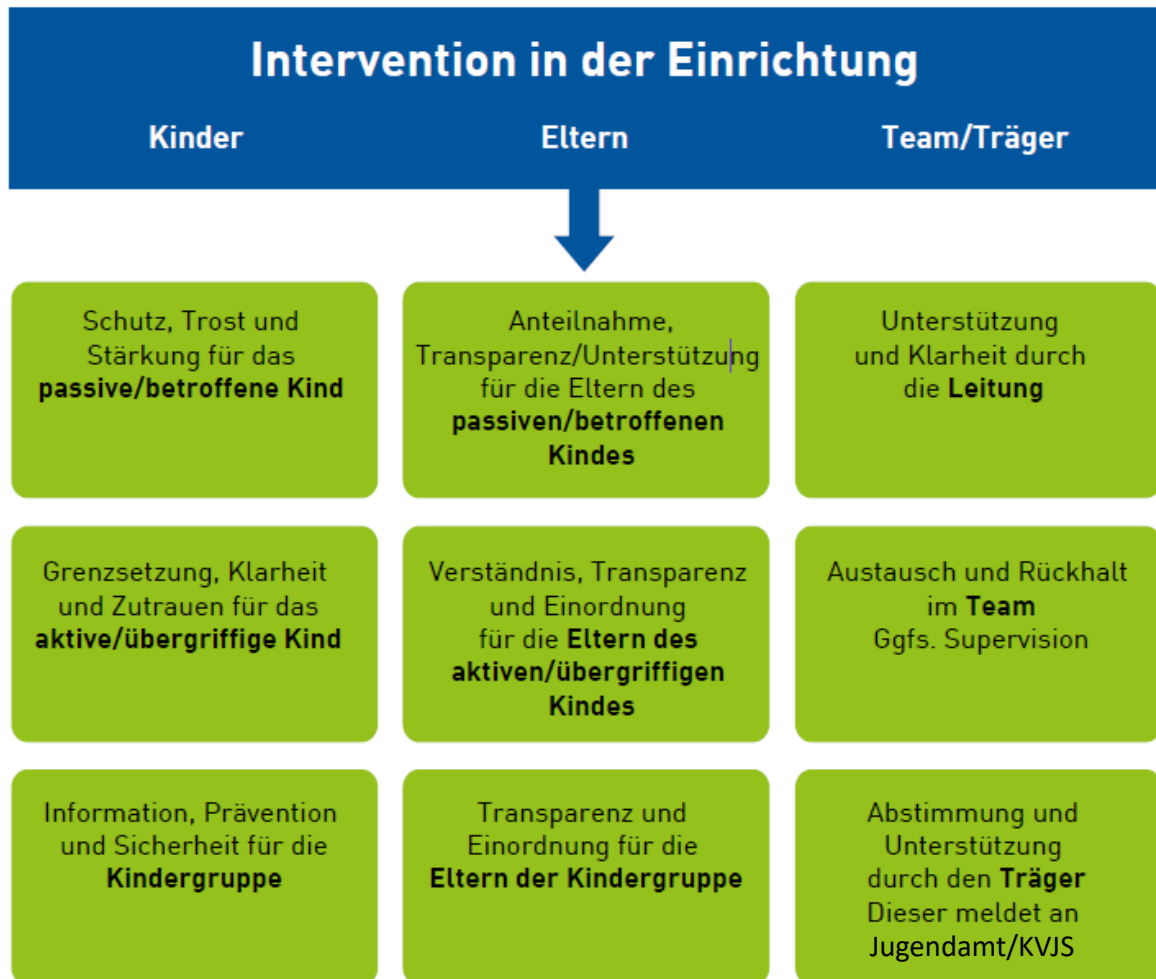 Intervention in der Einrichtung
Kinder
Eltern
Team/Träger
Schutz, Trost und
Stärkung für das
passive/betroffene Kind
Anteilnahme,
Transparenz/Unterstützung
für die Eltern des
passiven/betroffenen
Kindes
Unterstützung
und Klarheit durch
die Leitung
Grenzsetzung, Klarheit
und Zutrauen für das
aktive/übergriffige Kind
Verständnis, Transparenz
und Einordnung
für die Eltern des
aktiven/übergriffigen
Kindes
Austausch und Rückhalt
im Team
Ggfs. Supervision
Information, Prävention
und Sicherheit für die
Kindergruppe
Transparenz und
Einordnung für die
Eltern der Kindergruppe
Abstimmung und
Unterstützung
durch den Träger
Dieser meldet an
Jugendamt/KVJS